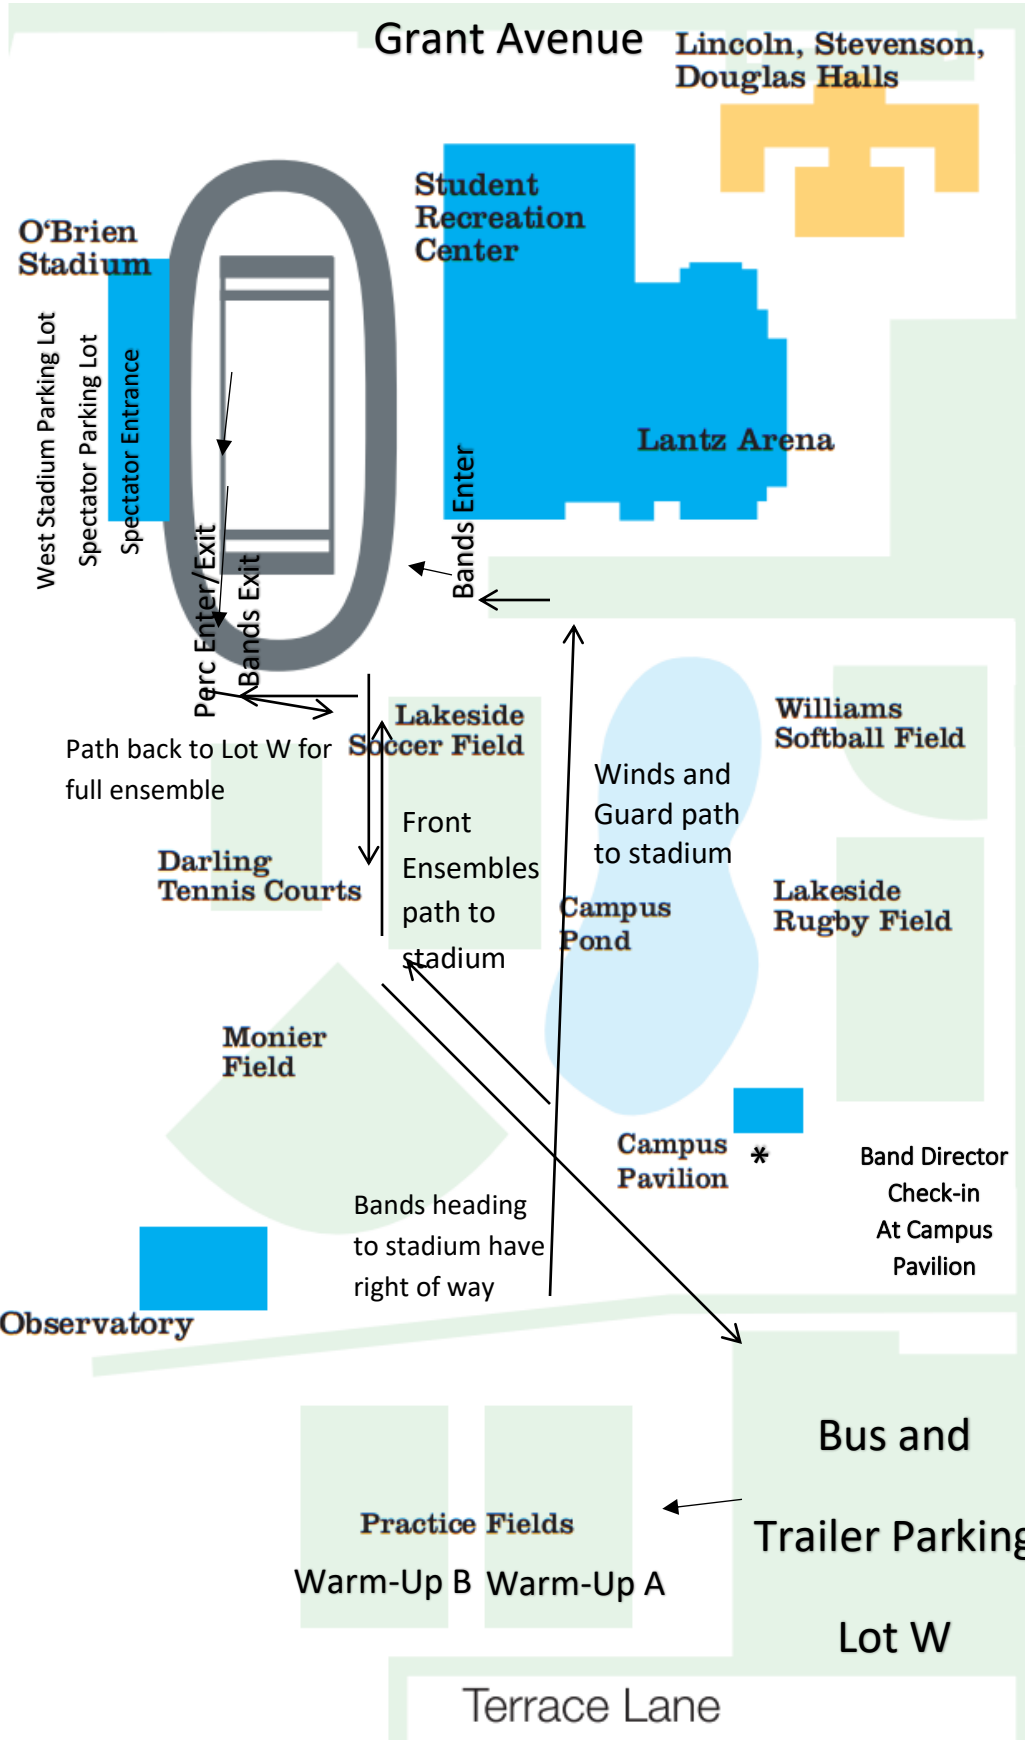 Grant Avenue
Lincoln, Stevenson,
Douglas Halls
Student
Recreation
Center
O‘Brien
Stadium
West Stadium Parking Lot
Spectator Parking Lot
Spectator Entrance
Lantz Arena
Bands Enter
Perc Enter/Exit
Bands Exit
Lakeside
Soccer Field
Williams
Softball Field
Path back to Lot W for
full ensemble
Winds and
Guard path
to stadium
Front
Ensembles
path to
stadium
Darling
Tennis Courts
Campus
Pond
Lakeside
Rugby Field
Monier
Field
Campus
Pavilion
*
Band Director
Check-in
At Campus
Pavilion
Bands heading
to stadium have
right of way
Observatory
Bus and
Trailer Parking
Lot W
Practice Fields
Warm-Up B
Warm-Up A
Terrace Lane